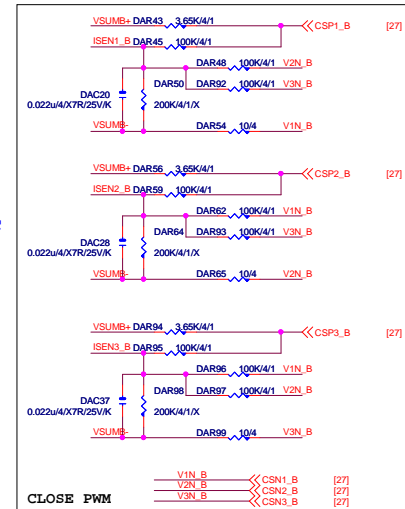 VSUMB+ DAR43 3.65K/4/1 CSP1_B [27]
ISEN1_B DAR45 100K/4/1
DAR48 100K/4/1 V2N_B
DAC20 DAR50 DAR92 100K/4/1 V3N_B
0.022u/4/X7R/25V/K 200K/4/1/X
VSUMB- DAR54 10/4 V1N_B
VSUMB+ DAR56 3.65K/4/1 CSP2_B [27]
ISEN2_B DAR59 100K/4/1
DAR62 100K/4/1 V1N_B
DAC28 DAR64 DAR93 100K/4/1 V3N_B
0.022u/4/X7R/25V/K 200K/4/1/X
VSUMB- DAR65 10/4 V2N_B
VSUMB+ DAR94 3.65K/4/1 CSP3_B [27]
ISEN3_B DAR95 100K/4/1
DAR96 100K/4/1 V1N_B
DAC37 DAR98 DAR97 100K/4/1 V2N_B
0.022u/4/X7R/25V/K 200K/4/1/X
VSUMB- DAR99 10/4 V3N_B
V1N_B CSN1_B [27]
V2N_B CSN2_B [27]
V3N_B CSN3_B [27]
CLOSE PWM